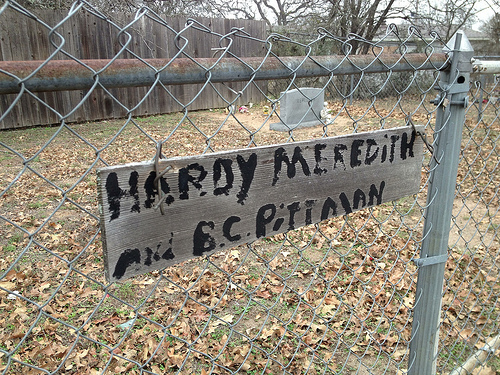 HARDY MEREDiTH
AND B.C. PiTTMAN